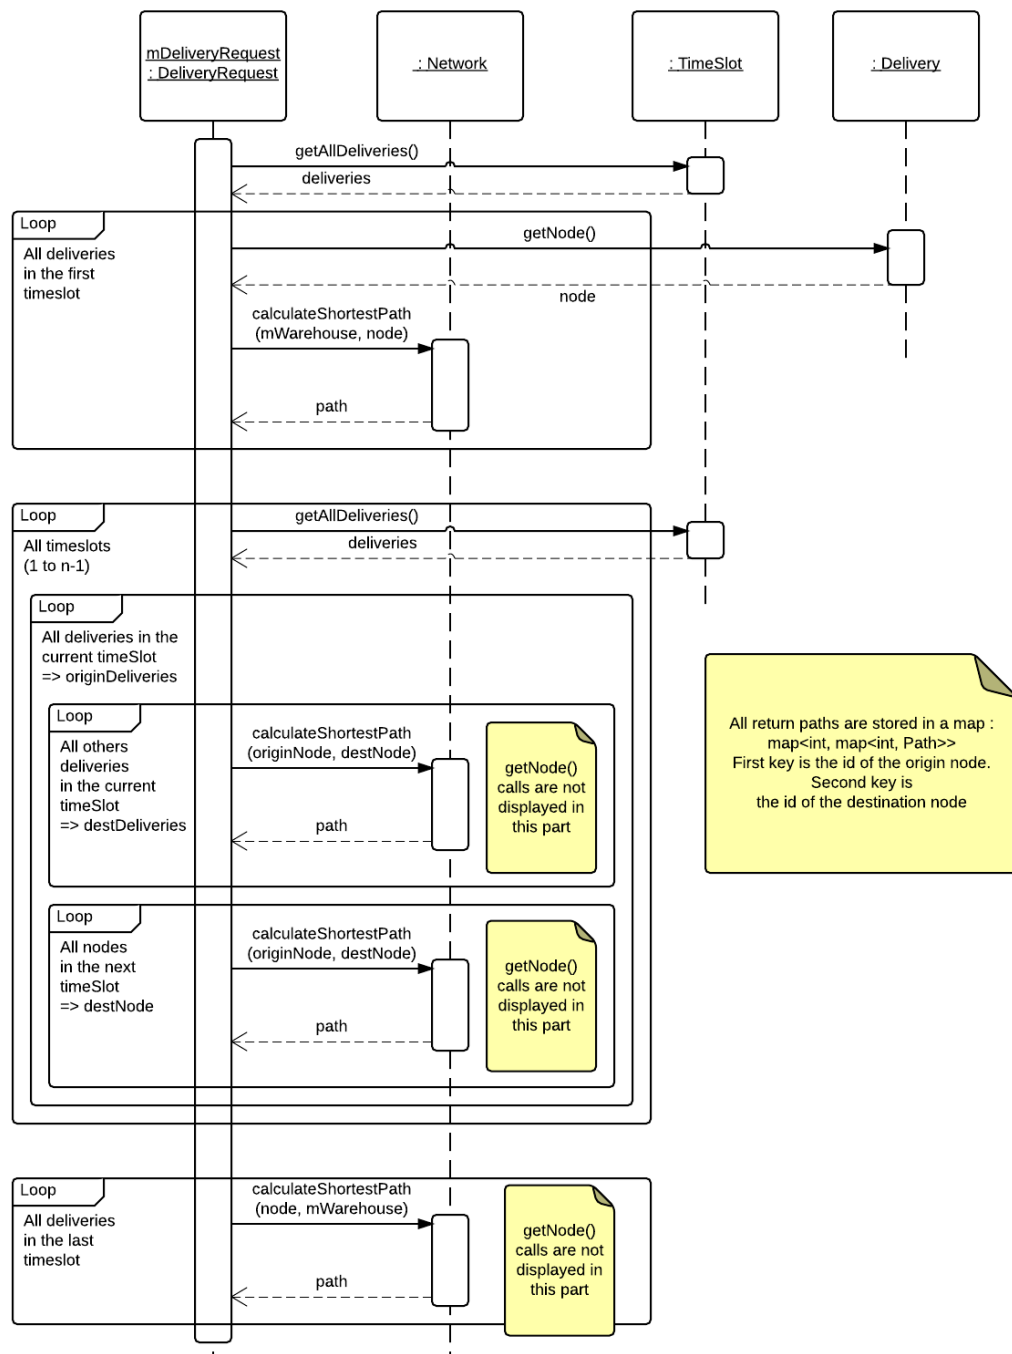 mDeliveryRequest
: DeliveryRequest
: Network
: TimeSlot
: Delivery
getAllDeliveries()
deliveries
Loop
All deliveries
in the first
timeslot
getNode()
node
calculateShortestPath
(mWarehouse, node)
path
Loop
All timeslots
(1 to n-1)
getAllDeliveries()
deliveries
Loop
All deliveries in the
current timeSlot
=> originDeliveries
Loop
All others
deliveries
in the current
timeSlot
=> destDeliveries
calculateShortestPath
(originNode, destNode)
path
getNode()
calls are not
displayed in
this part
All return paths are stored in a map :
map<int, map<int, Path>>
First key is the id of the origin node.
Second key is
the id of the destination node
Loop
All nodes
in the next
timeSlot
=> destNode
calculateShortestPath
(originNode, destNode)
path
getNode()
calls are not
displayed in
this part
Loop
All deliveries
in the last
timeslot
calculateShortestPath
(node, mWarehouse)
path
getNode()
calls are not
displayed in
this part